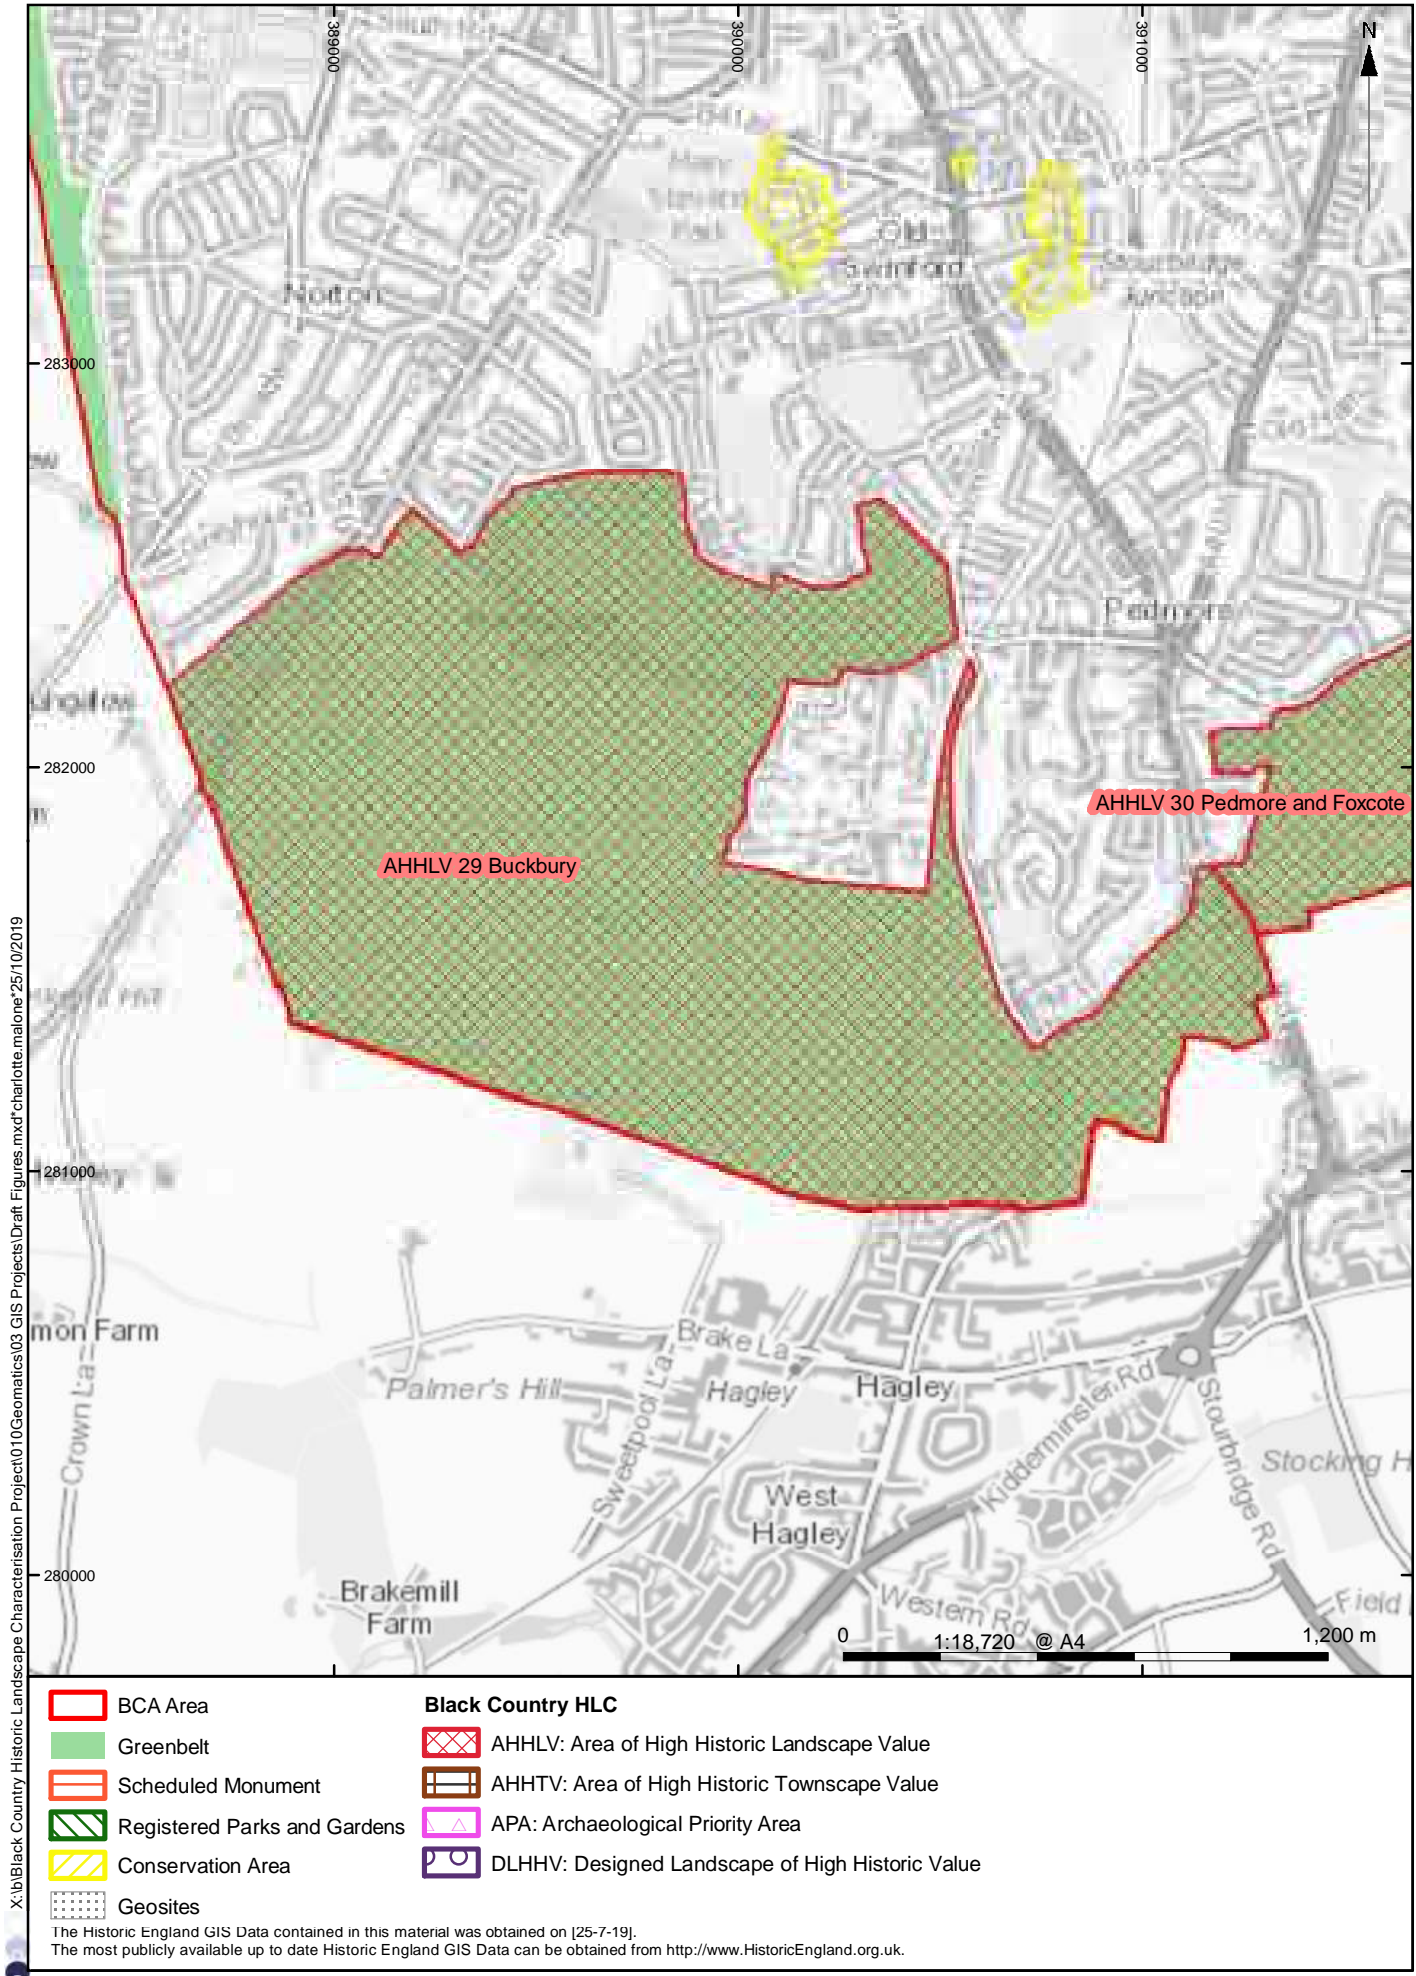 389000
390000
391000
N
Norton
Old
Swinford
Stourbridge
Junction
283000
Pedmore
282000
AHHLV 30 Pedmore and Foxcote
AHHLV 29 Buckbury
281000
mon Farm
Crown La
Palmer's Hill
Brake La
Sweetpool La
Hagley
Hagley
Kidderminster Rd
Stourbridge Rd
Stocking H
West
Hagley
280000
Brakemill
Farm
Western Rd
Field
0 1:18,720 @ A4 1,200 m
X:\b\Black Country Historic Landscape Characterisation Project\010Geomatics\03 GIS Projects\Draft Figures.mxd*charlotte.malone*25/10/2019
BCA Area
Greenbelt
Scheduled Monument
Registered Parks and Gardens
Conservation Area
Geosites
Black Country HLC
AHHLV: Area of High Historic Landscape Value
AHHTV: Area of High Historic Townscape Value
APA: Archaeological Priority Area
DLHHV: Designed Landscape of High Historic Value
The Historic England GIS Data contained in this material was obtained on [25-7-19].
The most publicly available up to date Historic England GIS Data can be obtained from http://www.HistoricEngland.org.uk.